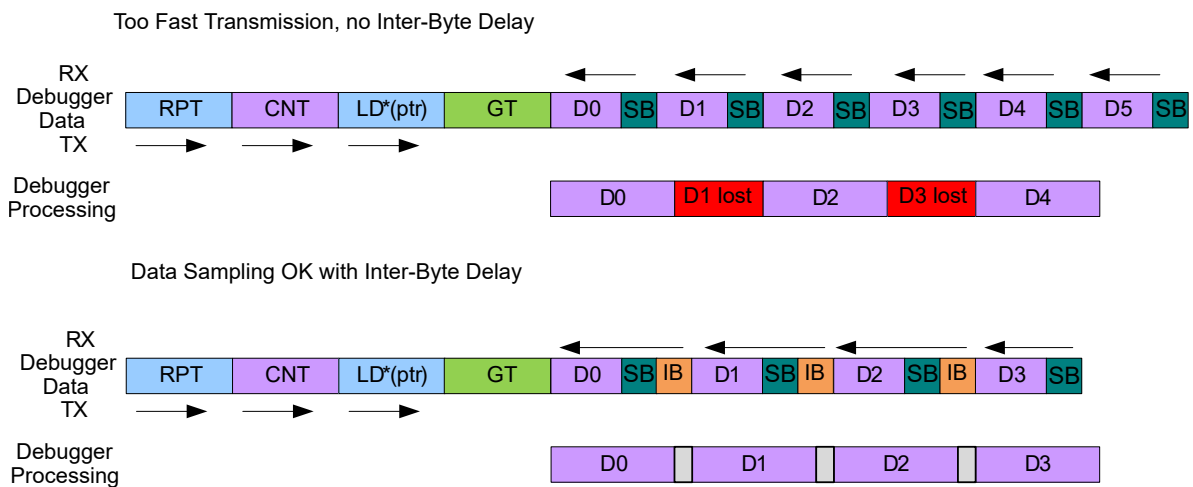 Too Fast Transmission, no Inter-Byte Delay
RX
Debugger
Data
TX
RPT CNT LD*(ptr) GT D0 SB D1 SB D2 SB D3 SB D4 SB D5 SB
Debugger
Processing
D0 D1 lost D2 D3 lost D4
Data Sampling OK with Inter-Byte Delay
RX
Debugger
Data
TX
RPT CNT LD*(ptr) GT D0 SB IB D1 SB IB D2 SB IB D3 SB
Debugger
Processing
D0 D1 D2 D3